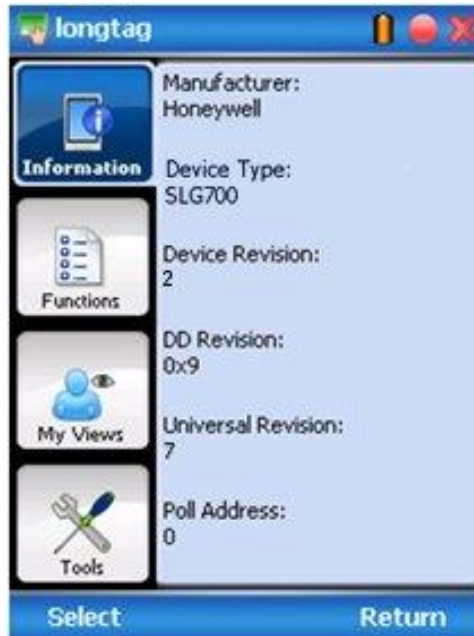 longtag
Information
Functions
My Views
Tools
Manufacturer:
Honeywell
Device Type:
SLG700
Device Revision:
2
DD Revision:
0x9
Universal Revision:
7
Poll Address:
0
Select
Return